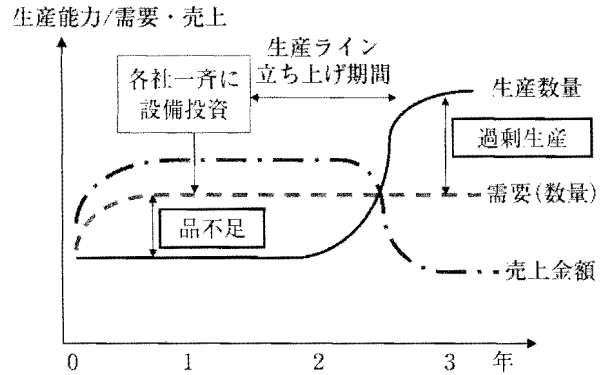 生産能力/需要・売上
生産ライン
立ち上げ期間
各社一斉に
設備投資
生産数量
過剰生産
需要(数量)
品不足
売上金額
0 1 2 3 年